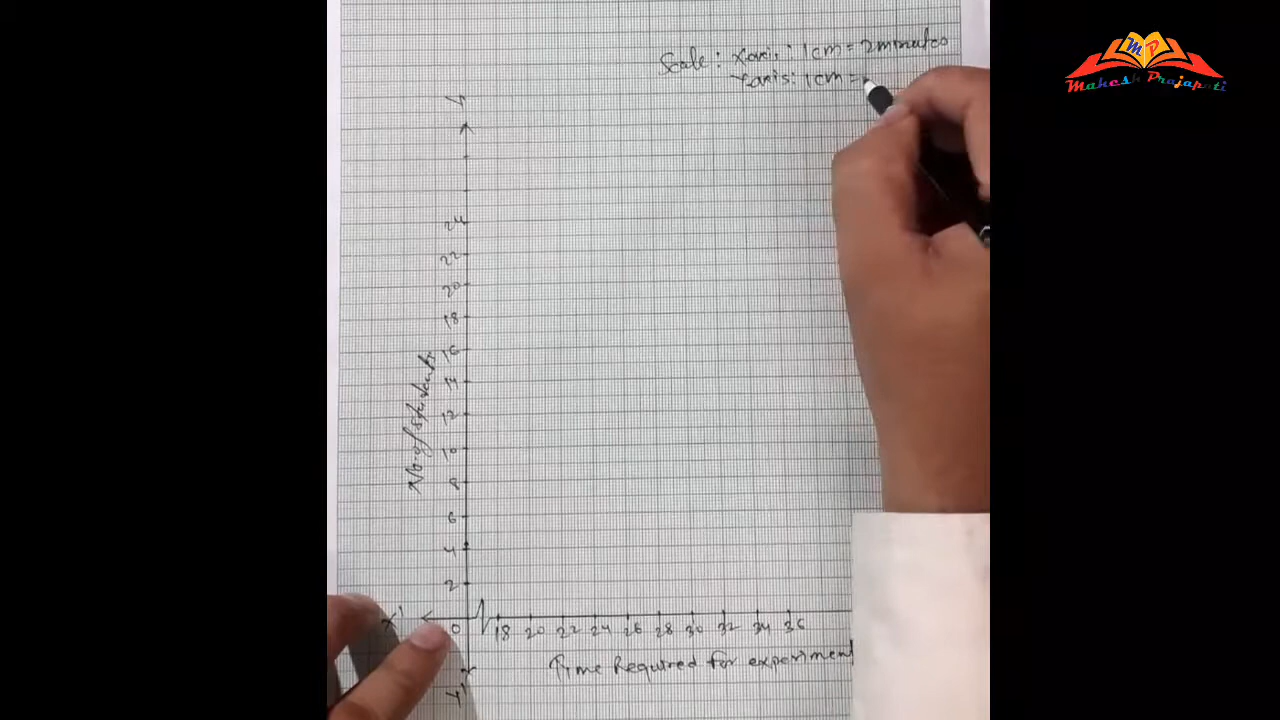 MP
Mahesh Prajapati
Scale: X axis: 1cm = 2 minutes
Y axis: 1cm =
Y
24
22
20
18
16
14
12
10
8
6
4
2
No. of students
X'
0
18 20 22 24 26 28 30 32 34 36
Time Required for experiment
Y'